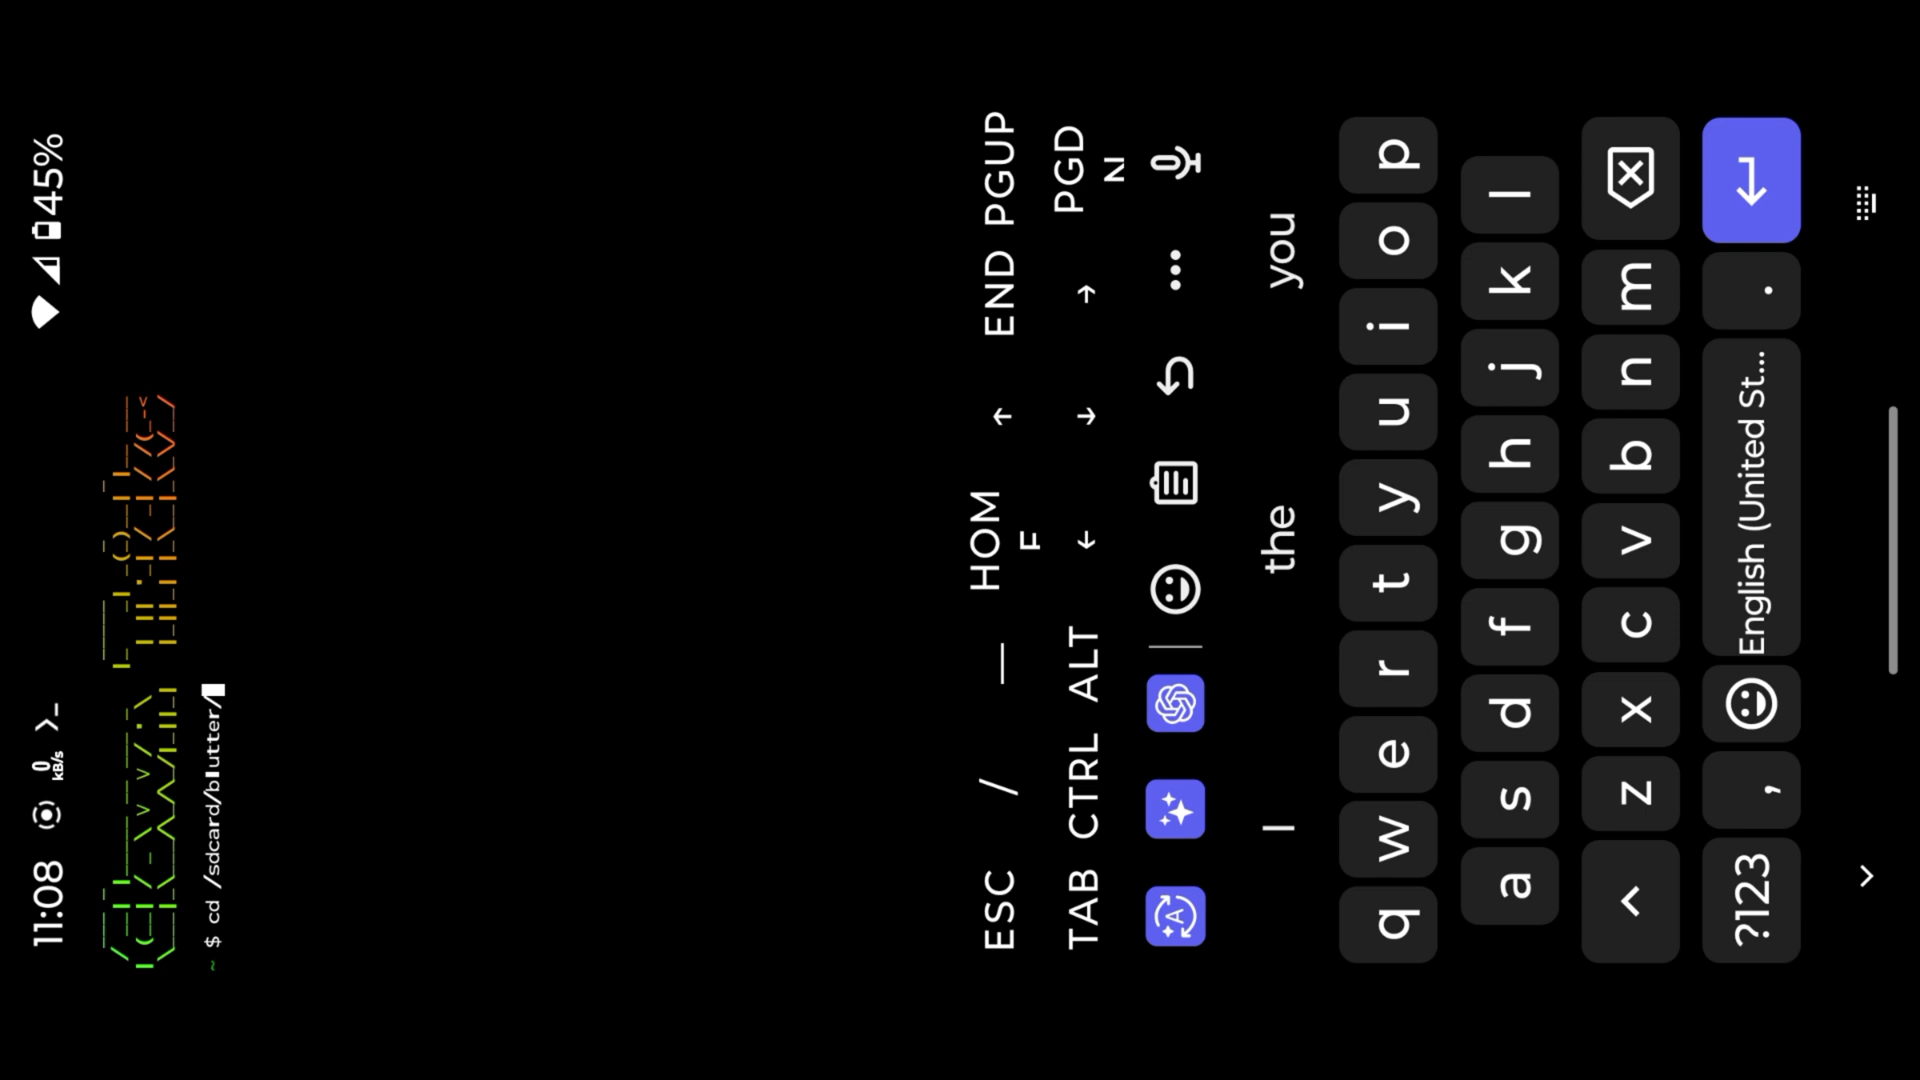 11:08 0 kB/s >_ 45%
~ $ cd /sdcard/blutter/
ESC / — HOME ↑ END PGUP
TAB CTRL ALT ← ↓ → PGDN
I the you
q w e r t y u i o p
a s d f g h j k l
z x c v b n m
?123 , English (United St... .